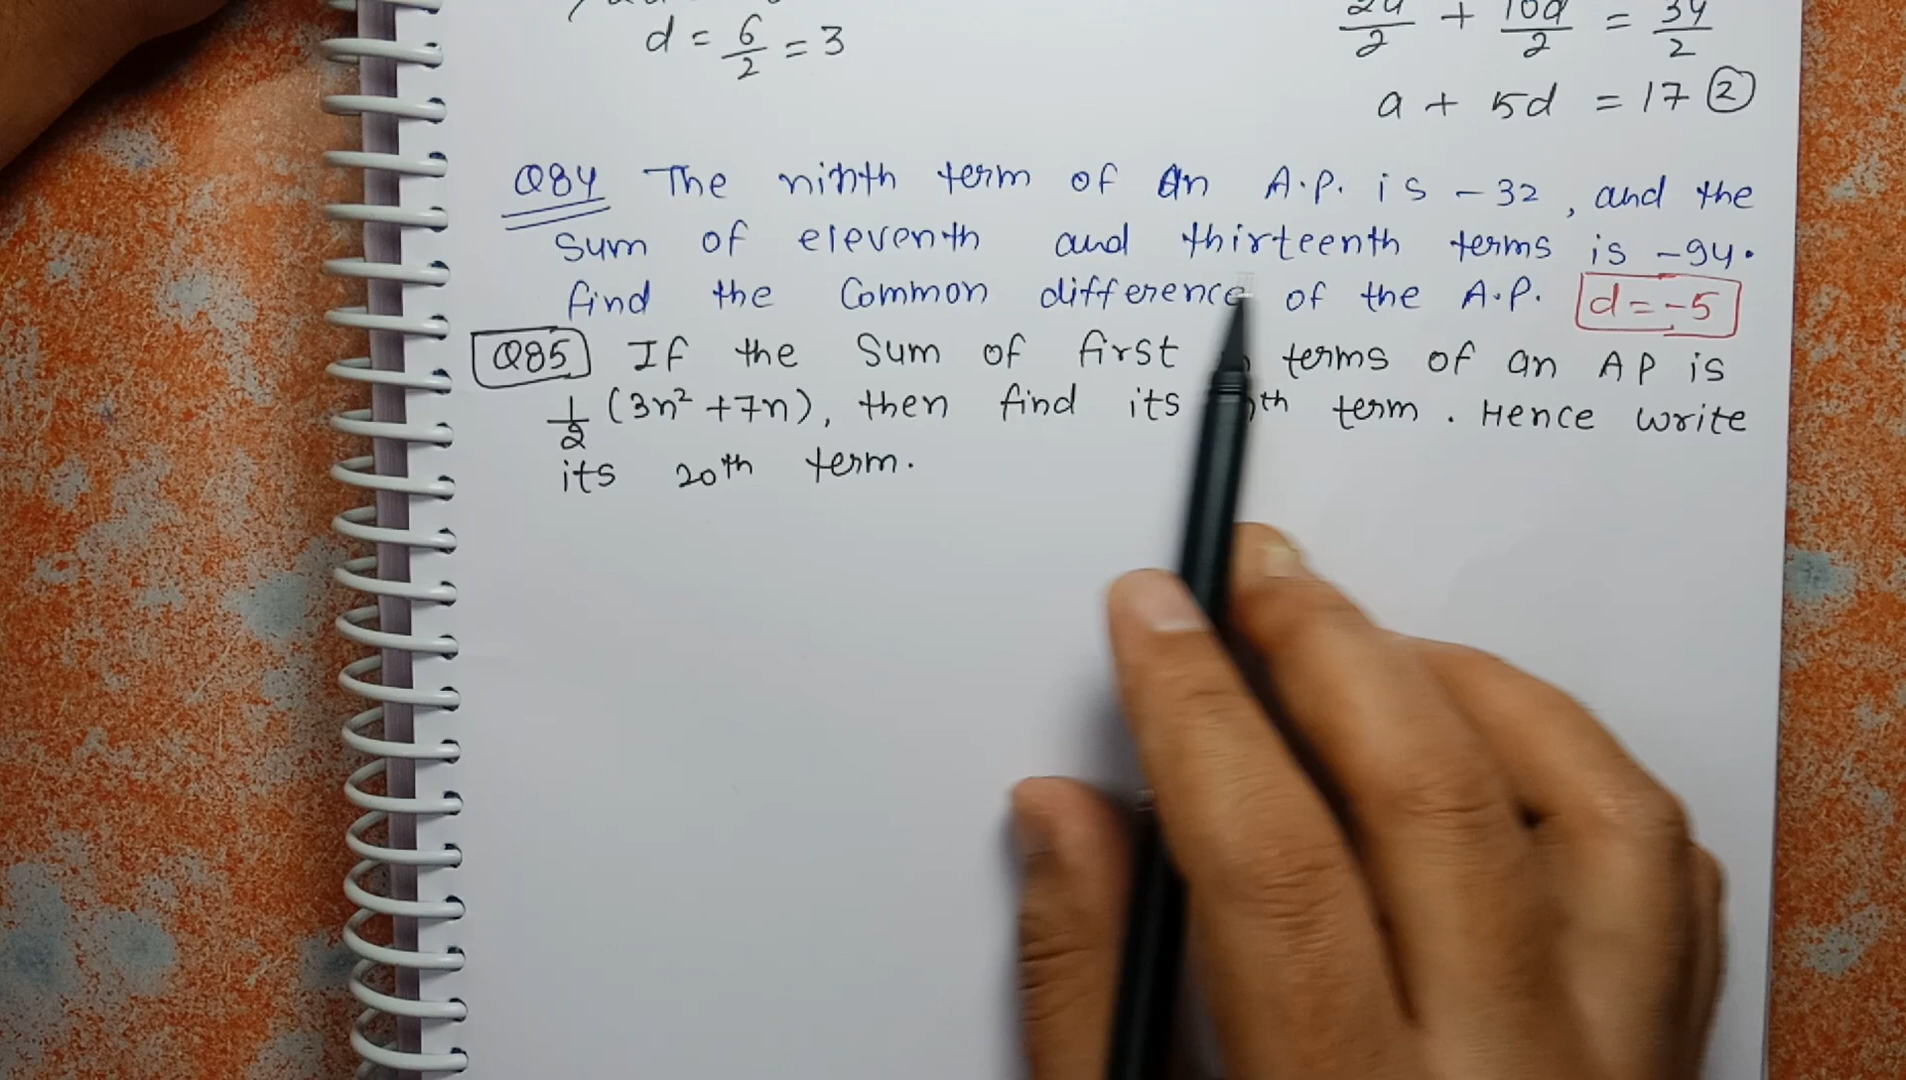 d = 6/2 = 3
2a/2 + 10d/2 = 34/2
a + 5d = 17 ②
Q84 The ninth term of An A.P. is -32, and the
sum of eleventh and thirteenth terms is -94.
find the Common difference of the A.P. d = -5
Q85 If the Sum of first terms of an AP is
1/2 (3n² + 7n), then find its term. Hence write
its 20th term.